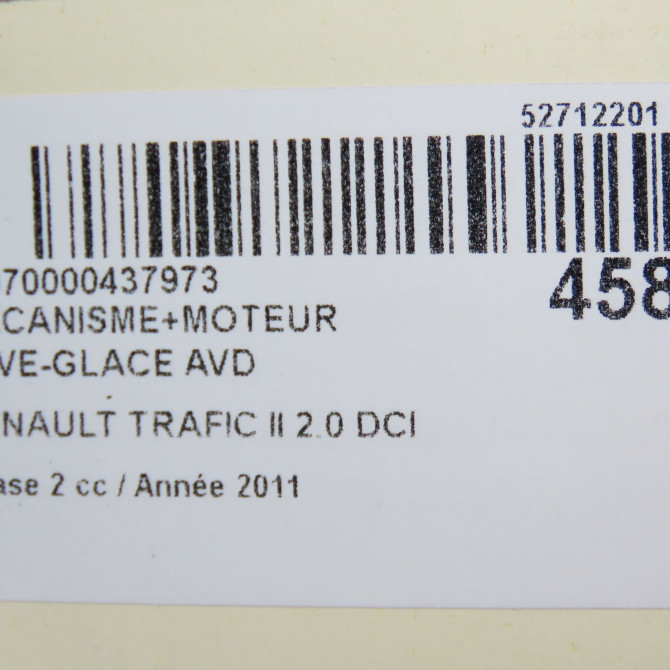 52712201
70000437973
458
CANISME+MOTEUR
VE-GLACE AVD
NAULT TRAFIC II 2.0 DCI
ase 2 cc / Année 2011